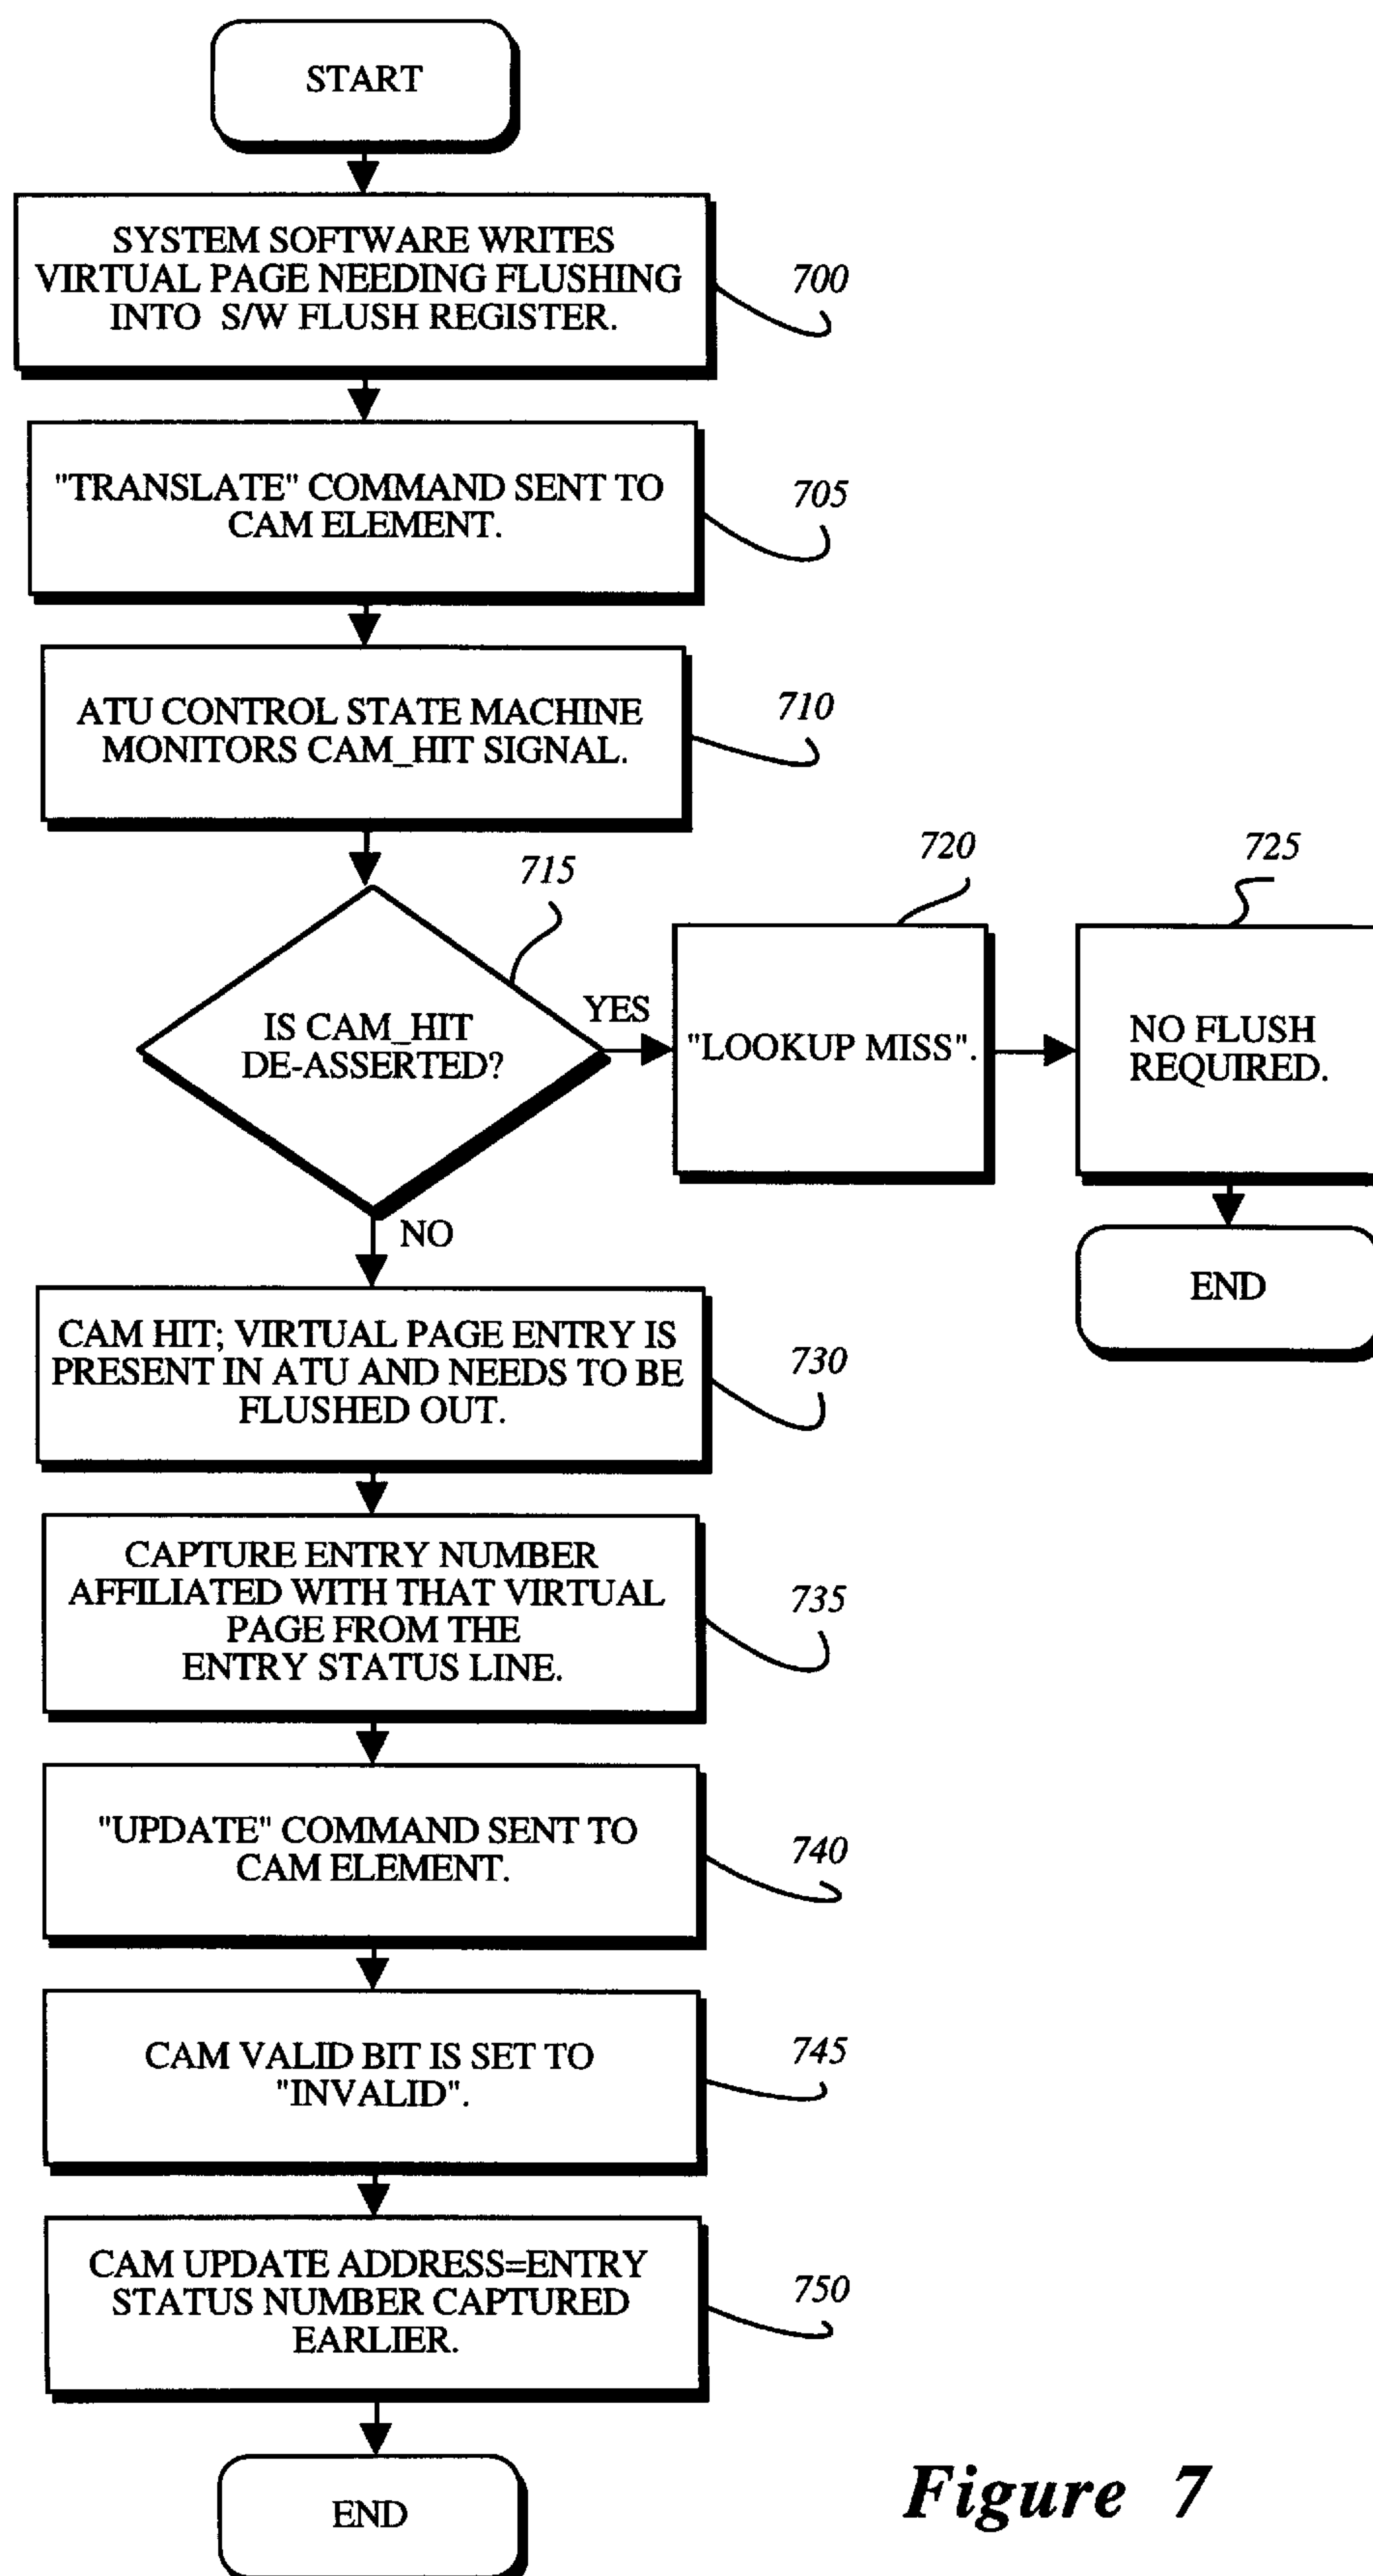 START
SYSTEM SOFTWARE WRITES
VIRTUAL PAGE NEEDING FLUSHING
INTO S/W FLUSH REGISTER.
700
"TRANSLATE" COMMAND SENT TO
CAM ELEMENT.
705
ATU CONTROL STATE MACHINE
MONITORS CAM_HIT SIGNAL.
710
715
IS CAM_HIT
DE-ASSERTED?
YES
720
"LOOKUP MISS".
725
NO FLUSH
REQUIRED.
END
NO
CAM HIT; VIRTUAL PAGE ENTRY IS
PRESENT IN ATU AND NEEDS TO BE
FLUSHED OUT.
730
CAPTURE ENTRY NUMBER
AFFILIATED WITH THAT VIRTUAL
PAGE FROM THE
ENTRY STATUS LINE.
735
"UPDATE" COMMAND SENT TO
CAM ELEMENT.
740
CAM VALID BIT IS SET TO
"INVALID".
745
CAM UPDATE ADDRESS=ENTRY
STATUS NUMBER CAPTURED
EARLIER.
750
END
Figure 7